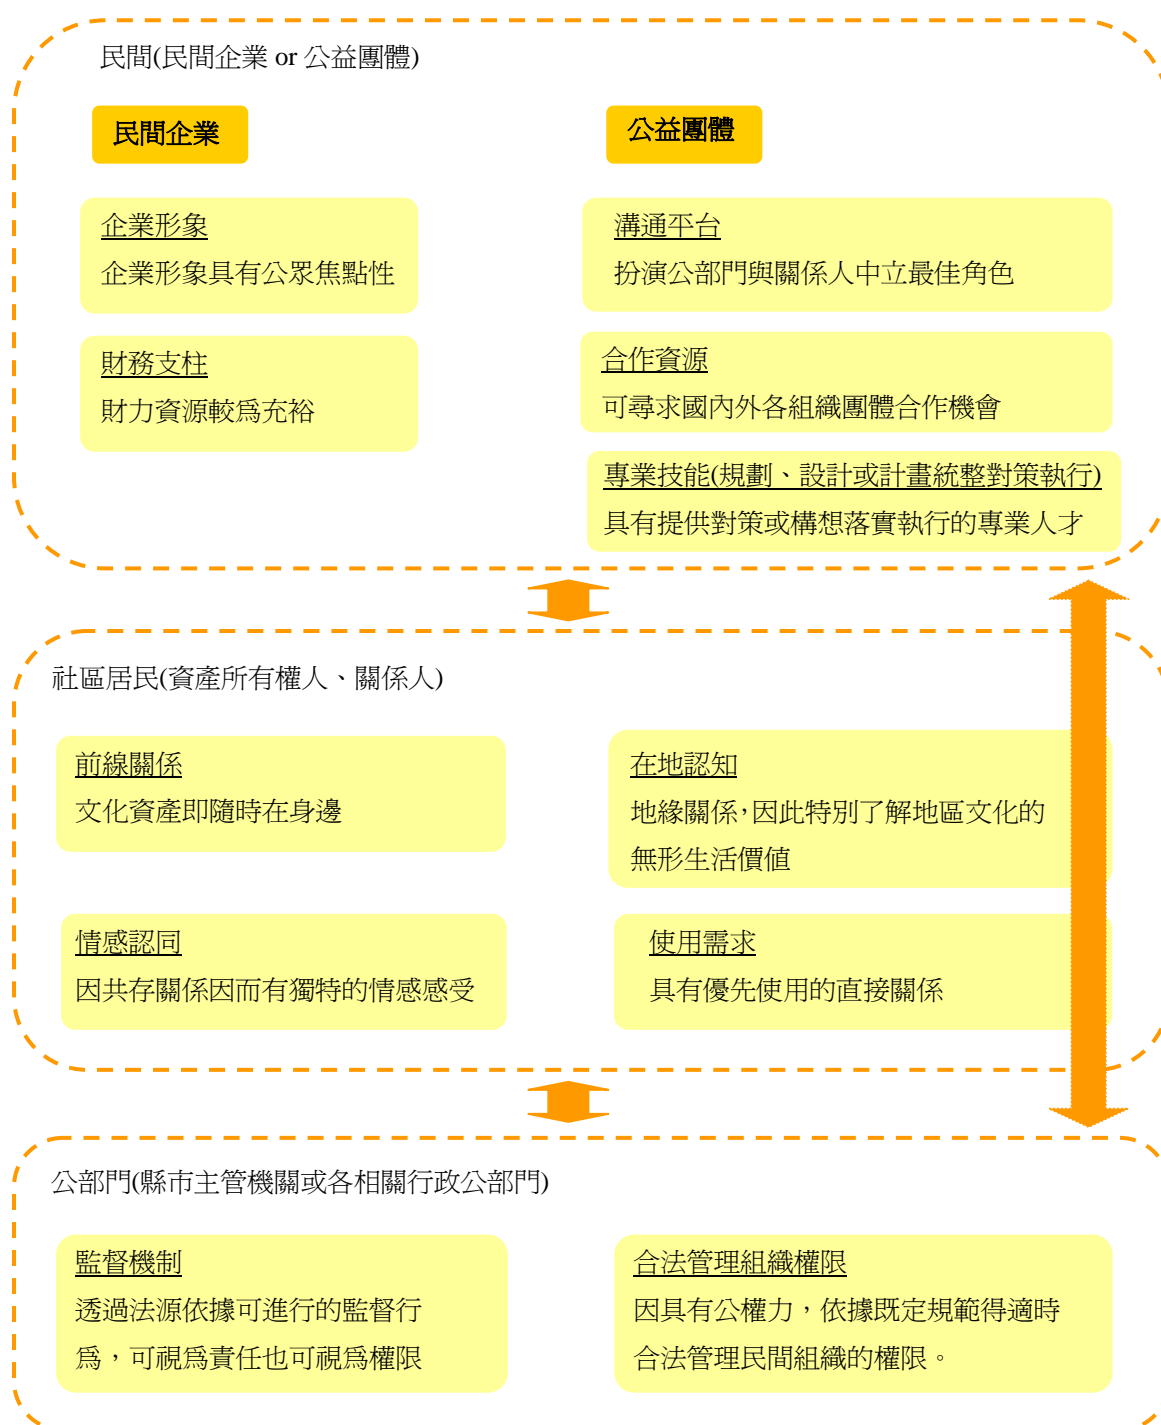 民間(民間企業 or 公益團體)
民間企業
公益團體
企業形象
企業形象具有公眾焦點性
財務支柱
財力資源較為充裕
溝通平台
扮演公部門與關係人中立最佳角色
合作資源
可尋求國內外各組織團體合作機會
專業技能(規劃、設計或計畫統整對策執行)
具有提供對策或構想落實執行的專業人才
社區居民(資產所有權人、關係人)
前線關係
文化資產即隨時在身邊
在地認知
地緣關係,因此特別了解地區文化的
無形生活價值
情感認同
因共存關係因而有獨特的情感感受
使用需求
具有優先使用的直接關係
公部門(縣市主管機關或各相關行政公部門)
監督機制
透過法源依據可進行的監督行
為，可視為責任也可視為權限
合法管理組織權限
因具有公權力，依據既定規範得適時
合法管理民間組織的權限。